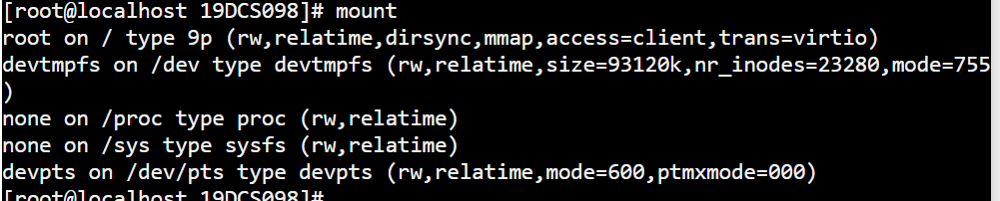 [root@localhost 19DCS098]# mount
root on / type 9p (rw,relatime,dirsync,mmap,access=client,trans=virtio)
devtmpfs on /dev type devtmpfs (rw,relatime,size=93120k,nr_inodes=23280,mode=755
)
none on /proc type proc (rw,relatime)
none on /sys type sysfs (rw,relatime)
devpts on /dev/pts type devpts (rw,relatime,mode=600,ptmxmode=000)
[root@localhost 19DCS098]#